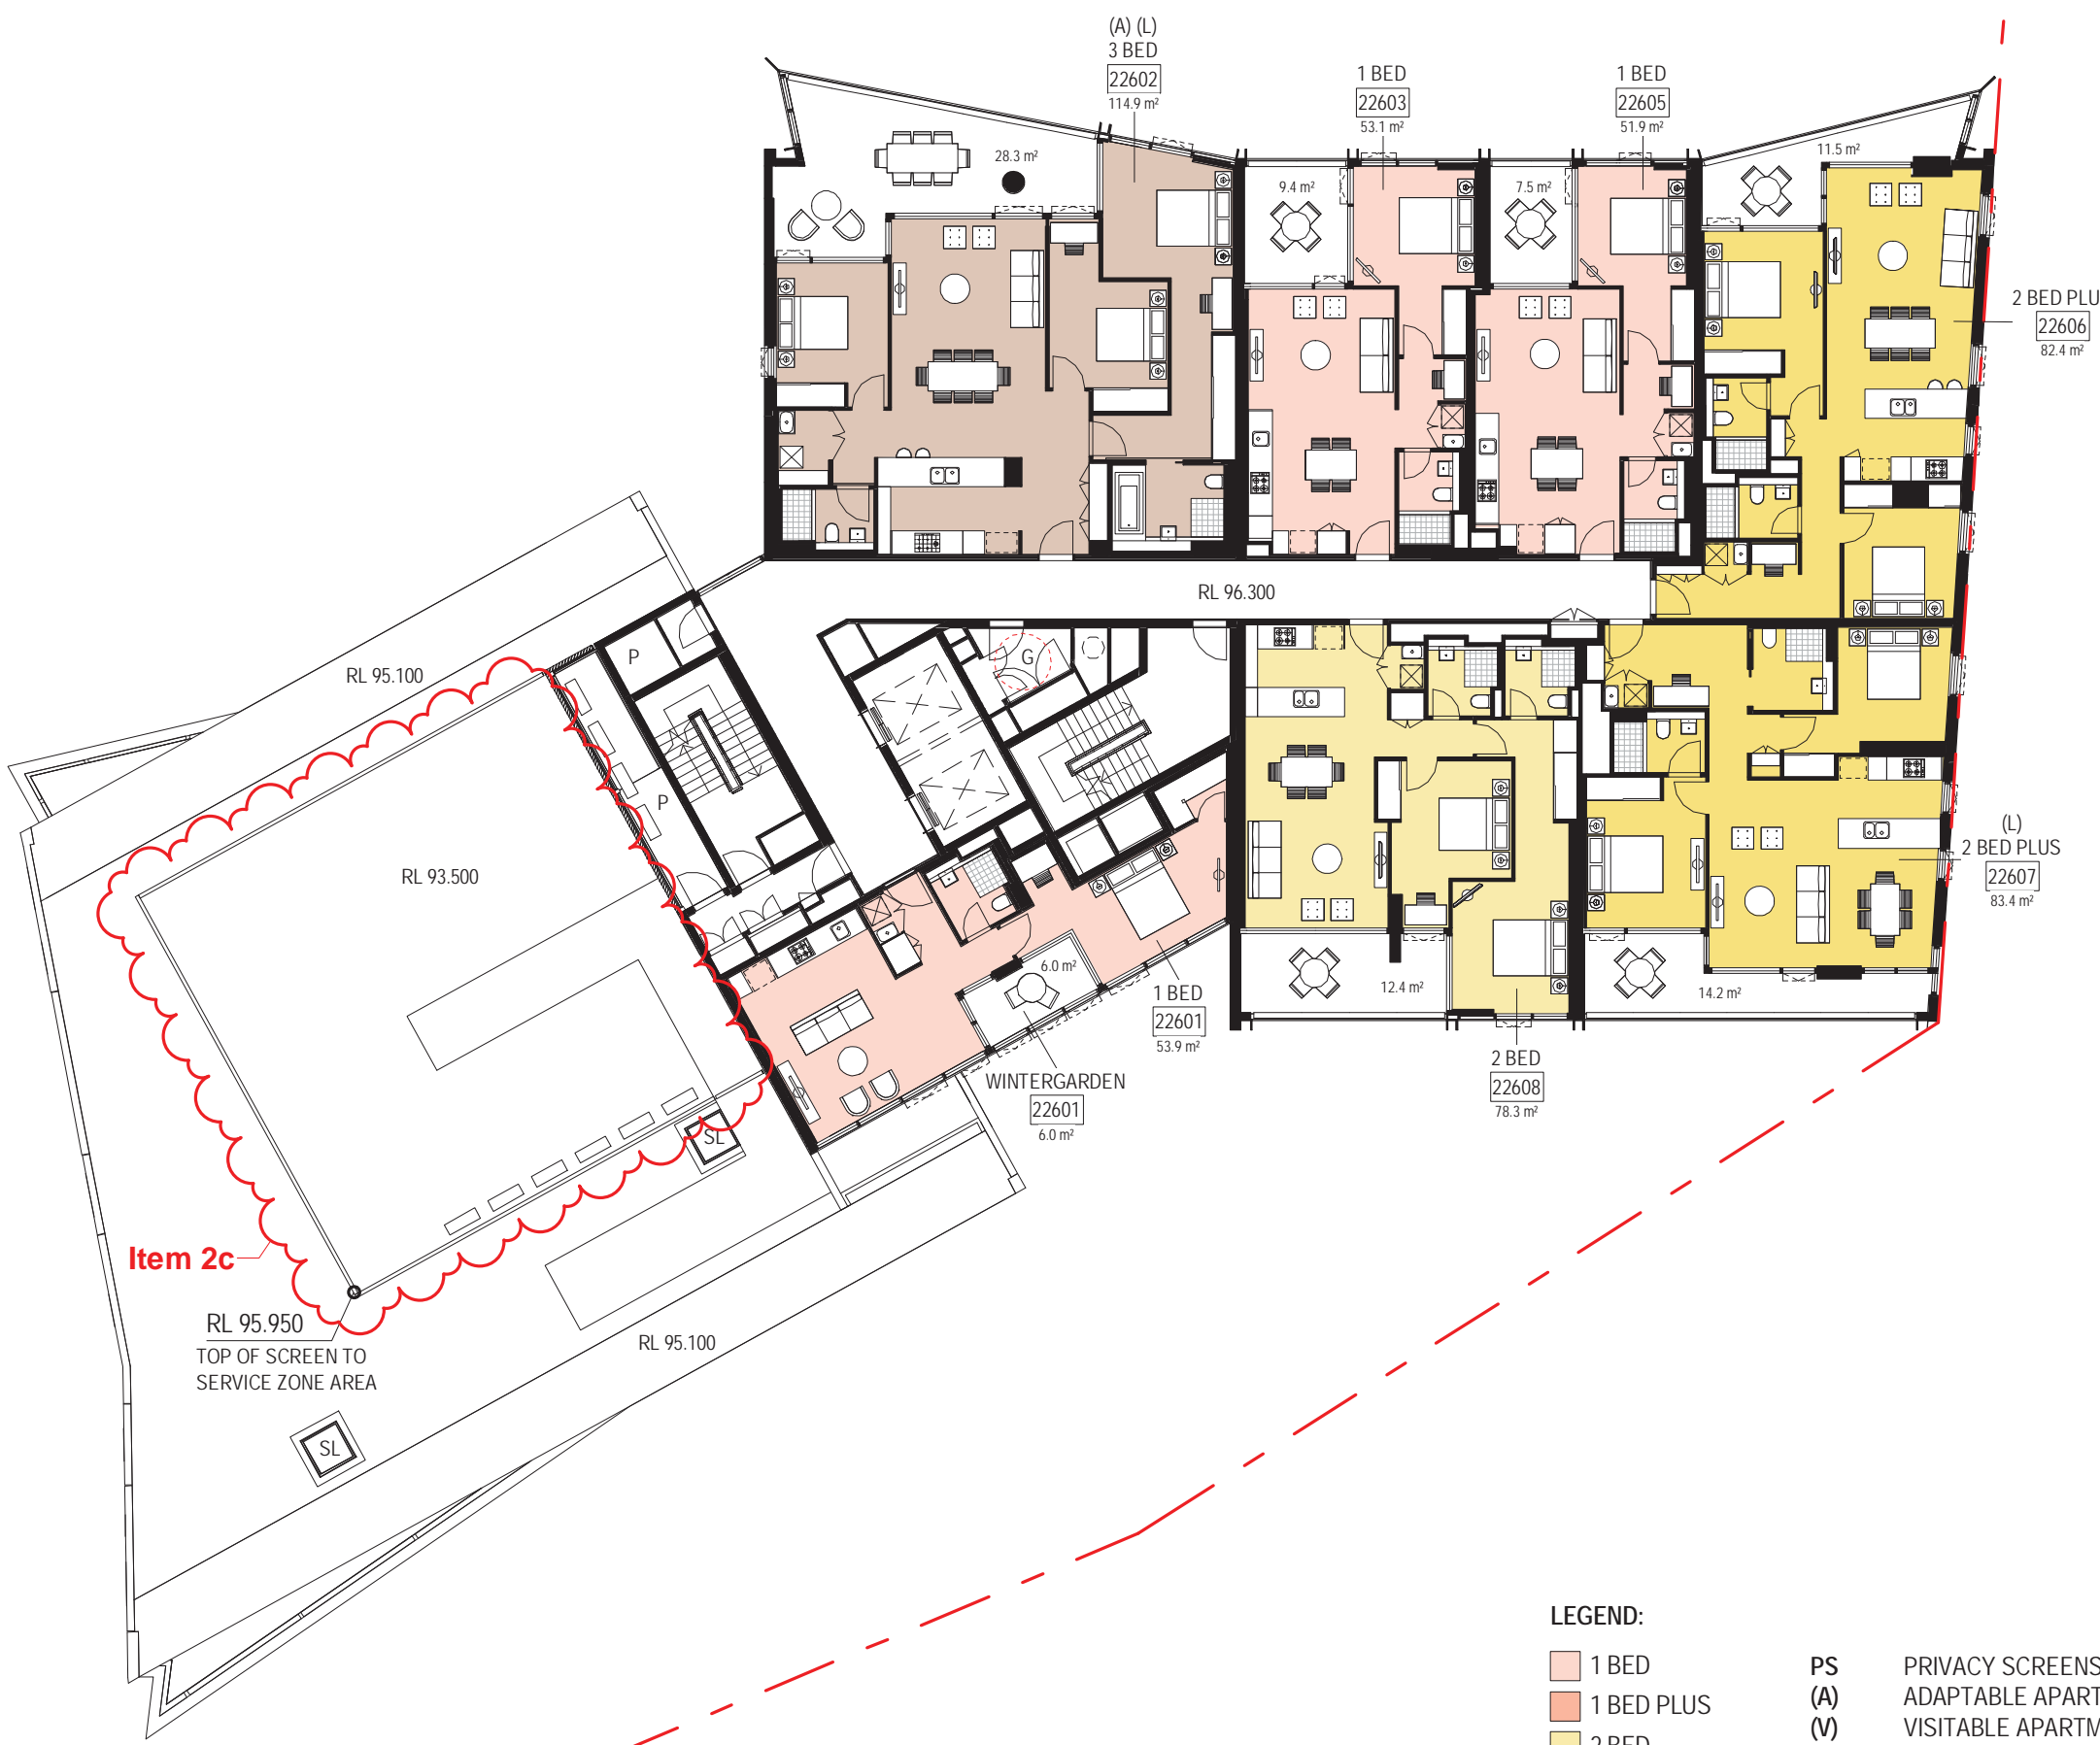 (A) (L)
3 BED
22602
114.9 m²
1 BED
22603
53.1 m²
1 BED
22605
51.9 m²
28.3 m²
9.4 m²
7.5 m²
11.5 m²
2 BED PLU
22606
82.4 m²
RL 96.300
RL 95.100
P
G
P
RL 93.500
(L)
2 BED PLUS
22607
83.4 m²
6.0 m²
12.4 m²
14.2 m²
1 BED
22601
53.9 m²
WINTERGARDEN
22601
6.0 m²
2 BED
22608
78.3 m²
SL
Item 2c
RL 95.950
TOP OF SCREEN TO
SERVICE ZONE AREA
RL 95.100
SL
LEGEND:
1 BED
1 BED PLUS
2 BED
PS PRIVACY SCREENS
(A) ADAPTABLE APART
(V) VISITABLE APARTM